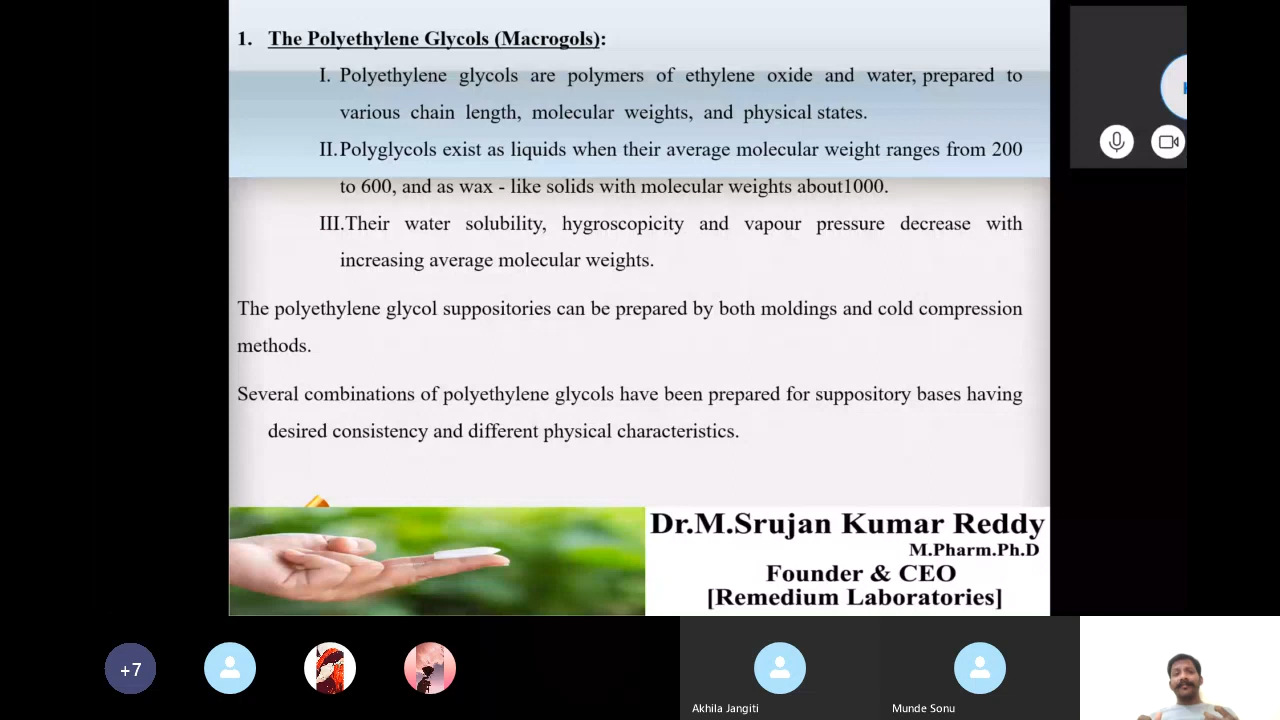 1. The Polyethylene Glycols (Macrogols):
I. Polyethylene glycols are polymers of ethylene oxide and water, prepared to
various chain length, molecular weights, and physical states.
II. Polyglycols exist as liquids when their average molecular weight ranges from 200
to 600, and as wax - like solids with molecular weights about1000.
III. Their water solubility, hygroscopicity and vapour pressure decrease with
increasing average molecular weights.
The polyethylene glycol suppositories can be prepared by both moldings and cold compression
methods.
Several combinations of polyethylene glycols have been prepared for suppository bases having
desired consistency and different physical characteristics.
Dr.M.Srujan Kumar Reddy
M.Pharm.Ph.D
Founder & CEO
[Remedium Laboratories]
+7
Akhila Jangiti
Munde Sonu